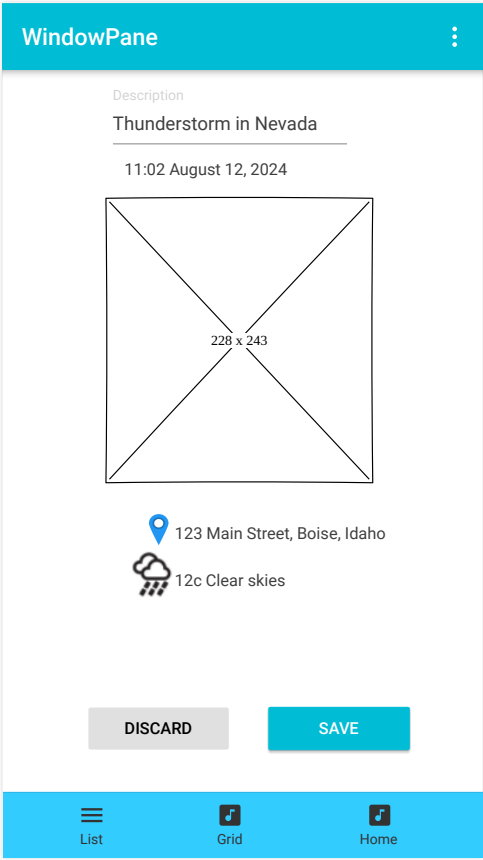 WindowPane
Description
Thunderstorm in Nevada
11:02 August 12, 2024
228 x 243
123 Main Street, Boise, Idaho
12c Clear skies
DISCARD SAVE
List Grid Home